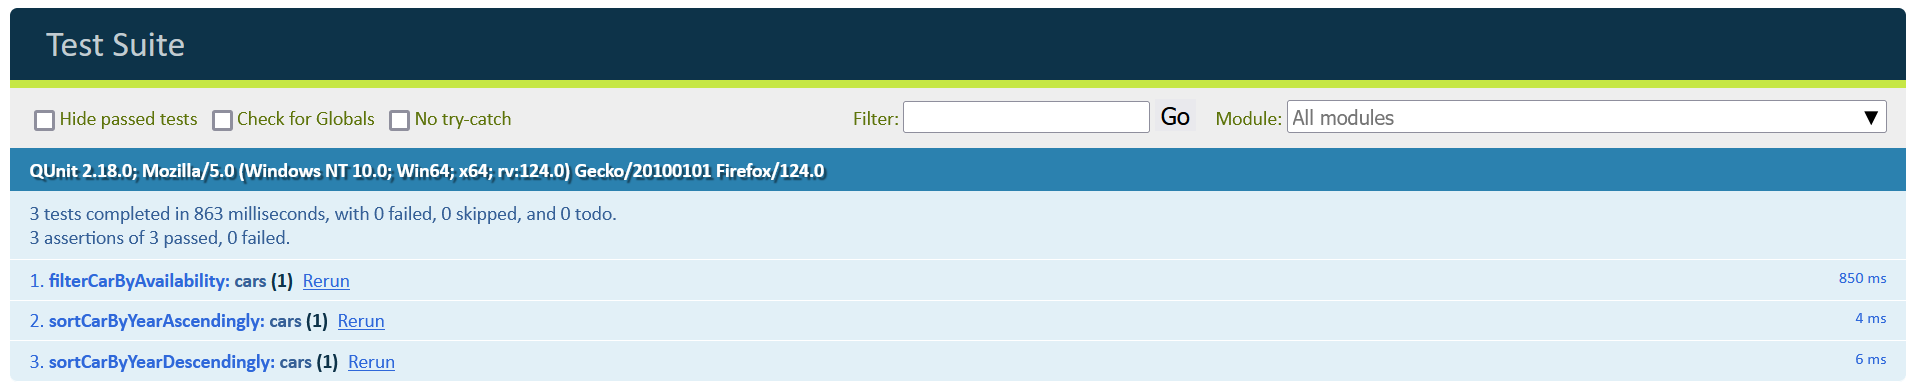 Test Suite
Hide passed tests Check for Globals No try-catch Filter: Go Module: All modules ▼
QUnit 2.18.0; Mozilla/5.0 (Windows NT 10.0; Win64; x64; rv:124.0) Gecko/20100101 Firefox/124.0
3 tests completed in 863 milliseconds, with 0 failed, 0 skipped, and 0 todo.
3 assertions of 3 passed, 0 failed.
1. filterCarByAvailability: cars (1) Rerun 850 ms
2. sortCarByYearAscendingly: cars (1) Rerun 4 ms
3. sortCarByYearDescendingly: cars (1) Rerun 6 ms